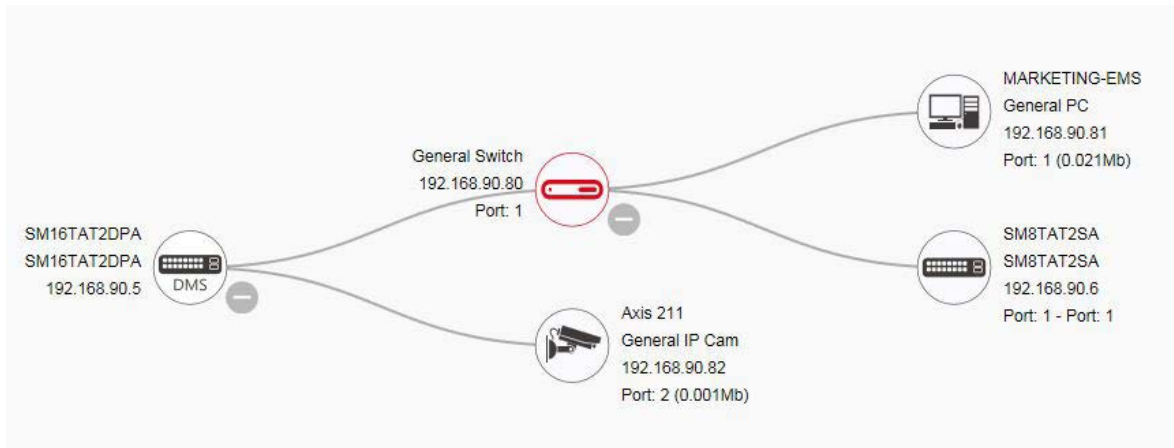 MARKETING-EMS
General PC
192.168.90.81
Port: 1 (0.021Mb)
General Switch
192.168.90.80
Port: 1
SM16TAT2DPA
SM16TAT2DPA
192.168.90.5
DMS
SM8TAT2SA
SM8TAT2SA
192.168.90.6
Port: 1 - Port: 1
Axis 211
General IP Cam
192.168.90.82
Port: 2 (0.001Mb)